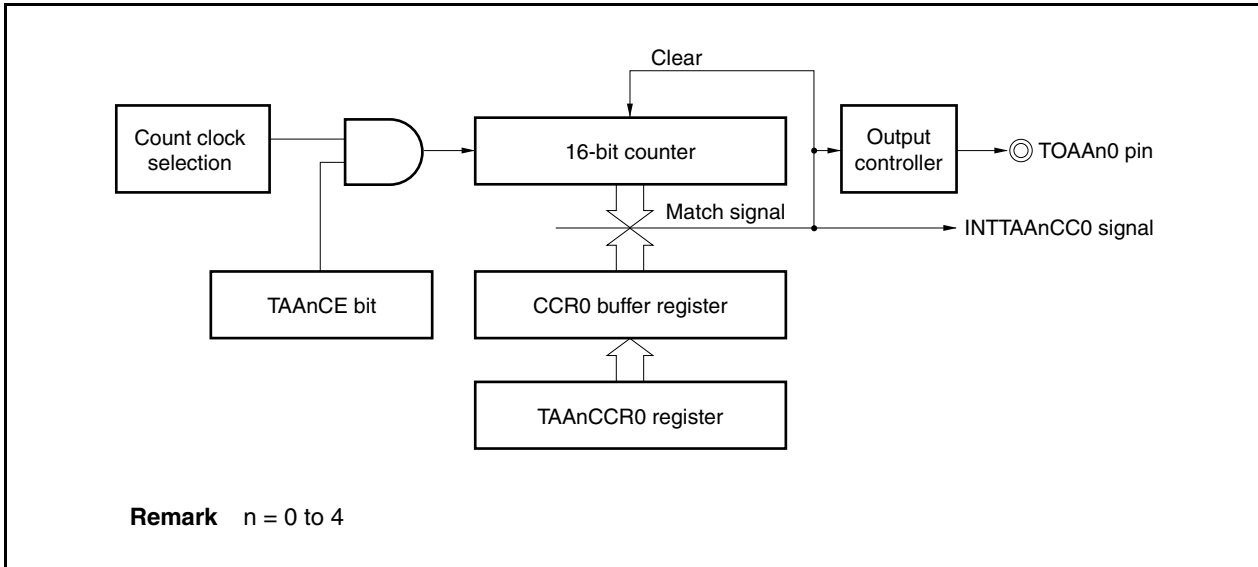 Clear
Count clock
selection
16-bit counter
Output
controller
TOAAn0 pin
Match signal
INTTAAnCC0 signal
TAAnCE bit
CCR0 buffer register
TAAnCCR0 register
Remark n = 0 to 4